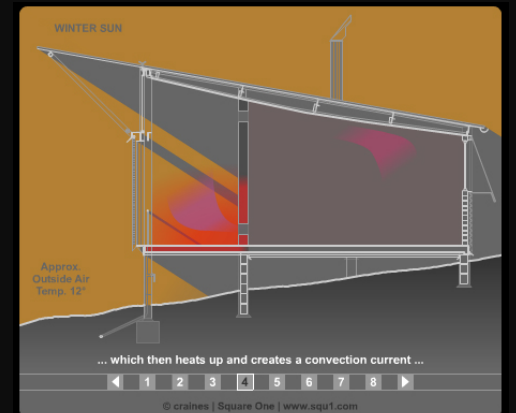 WINTER SUN
Approx.
Outside Air
Temp. 12°
... which then heats up and creates a convection current ...
1 2 3 4 5 6 7 8
© craines | Square One | www.squ1.com